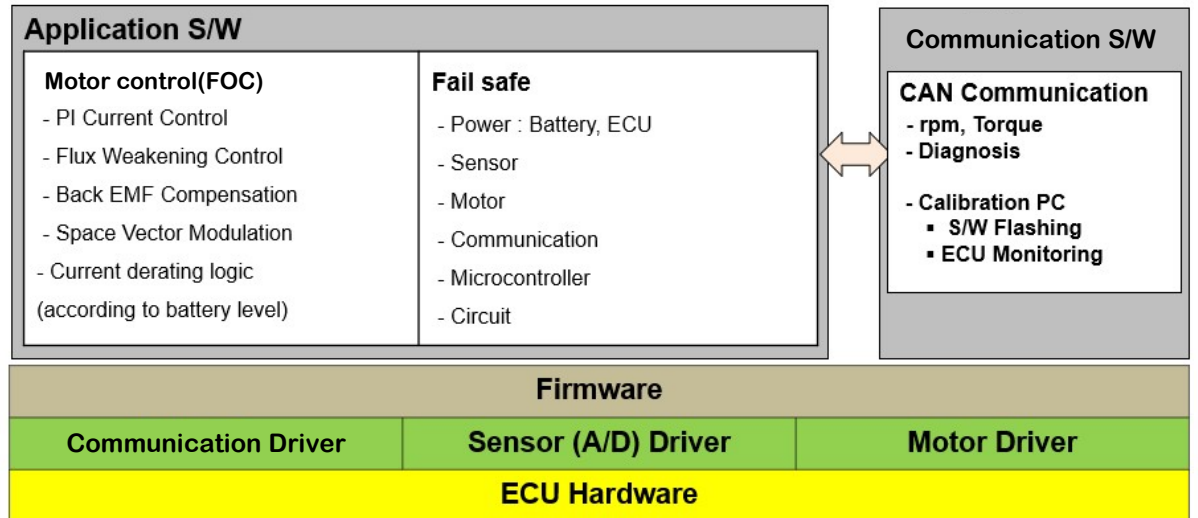 Application S/W
Motor control(FOC)
- PI Current Control
- Flux Weakening Control
- Back EMF Compensation
- Space Vector Modulation
- Current derating logic
(according to battery level)
Fail safe
- Power : Battery, ECU
- Sensor
- Motor
- Communication
- Microcontroller
- Circuit
Communication S/W
CAN Communication
- rpm, Torque
- Diagnosis
- Calibration PC
▪ S/W Flashing
▪ ECU Monitoring
Firmware
Communication Driver
Sensor (A/D) Driver
Motor Driver
ECU Hardware